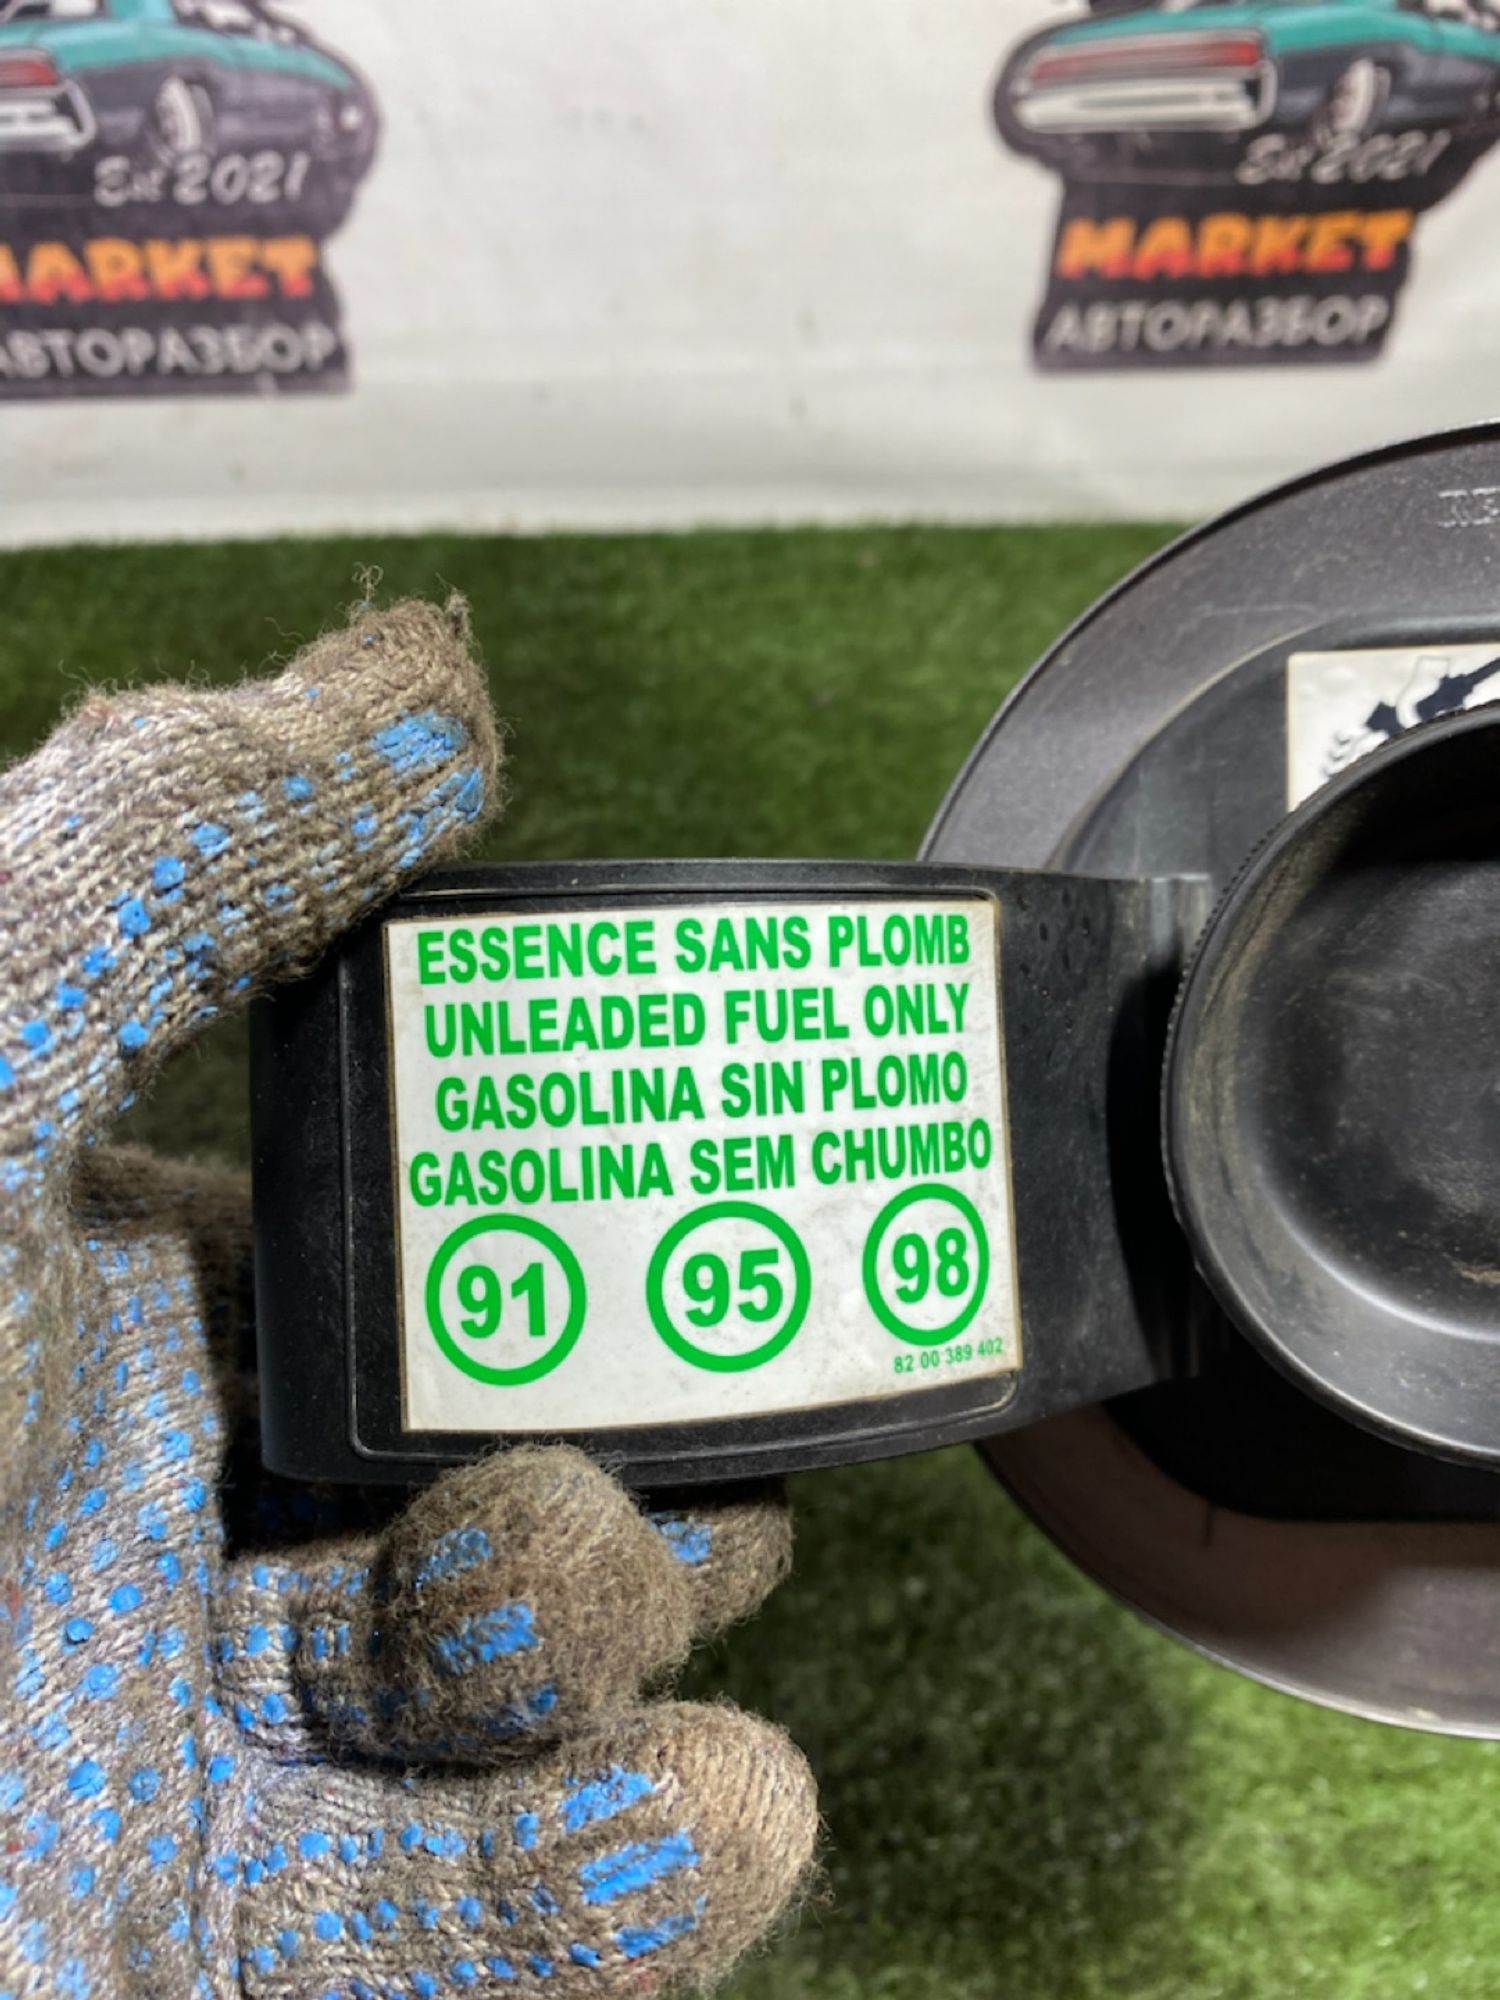 Est 2021
MARKET
АВТОРАЗБОР
Est 2021
MARKET
АВТОРАЗБОР
ESSENCE SANS PLOMB
UNLEADED FUEL ONLY
GASOLINA SIN PLOMO
GASOLINA SEM CHUMBO
91 95 98
82 00 389 402